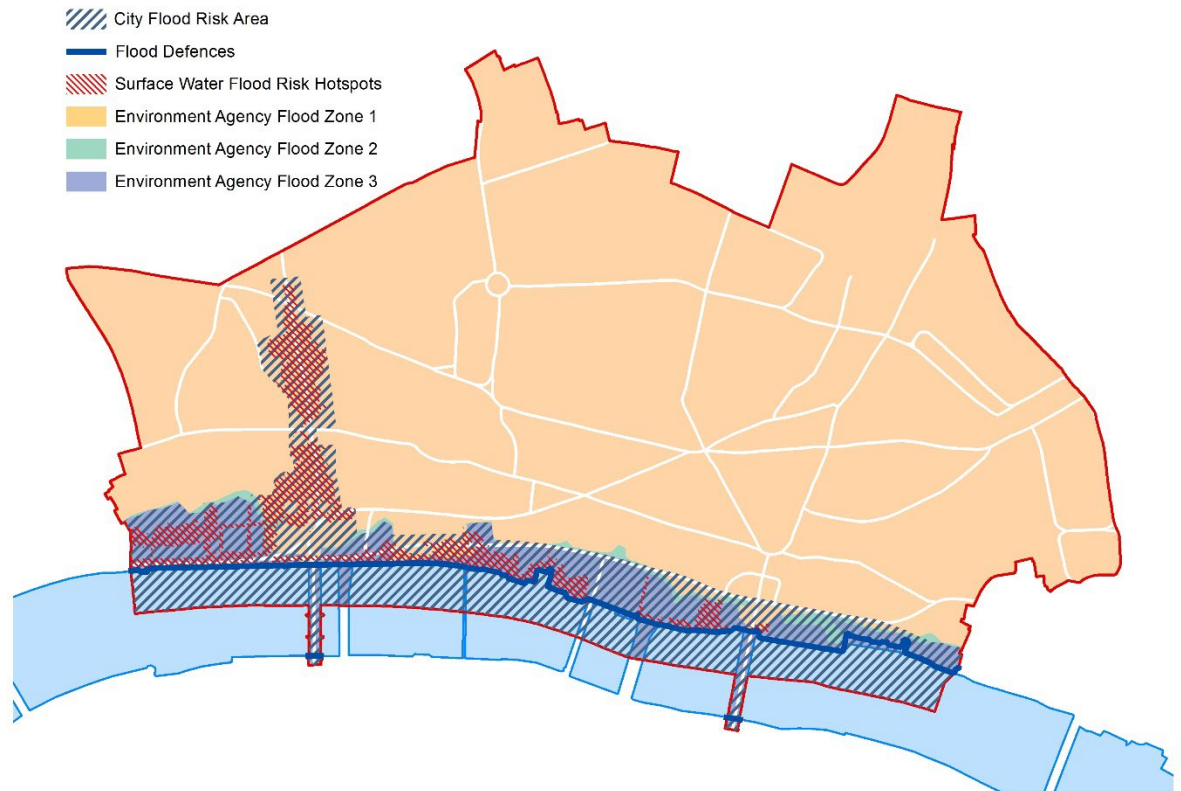 City Flood Risk Area
Flood Defences
Surface Water Flood Risk Hotspots
Environment Agency Flood Zone 1
Environment Agency Flood Zone 2
Environment Agency Flood Zone 3